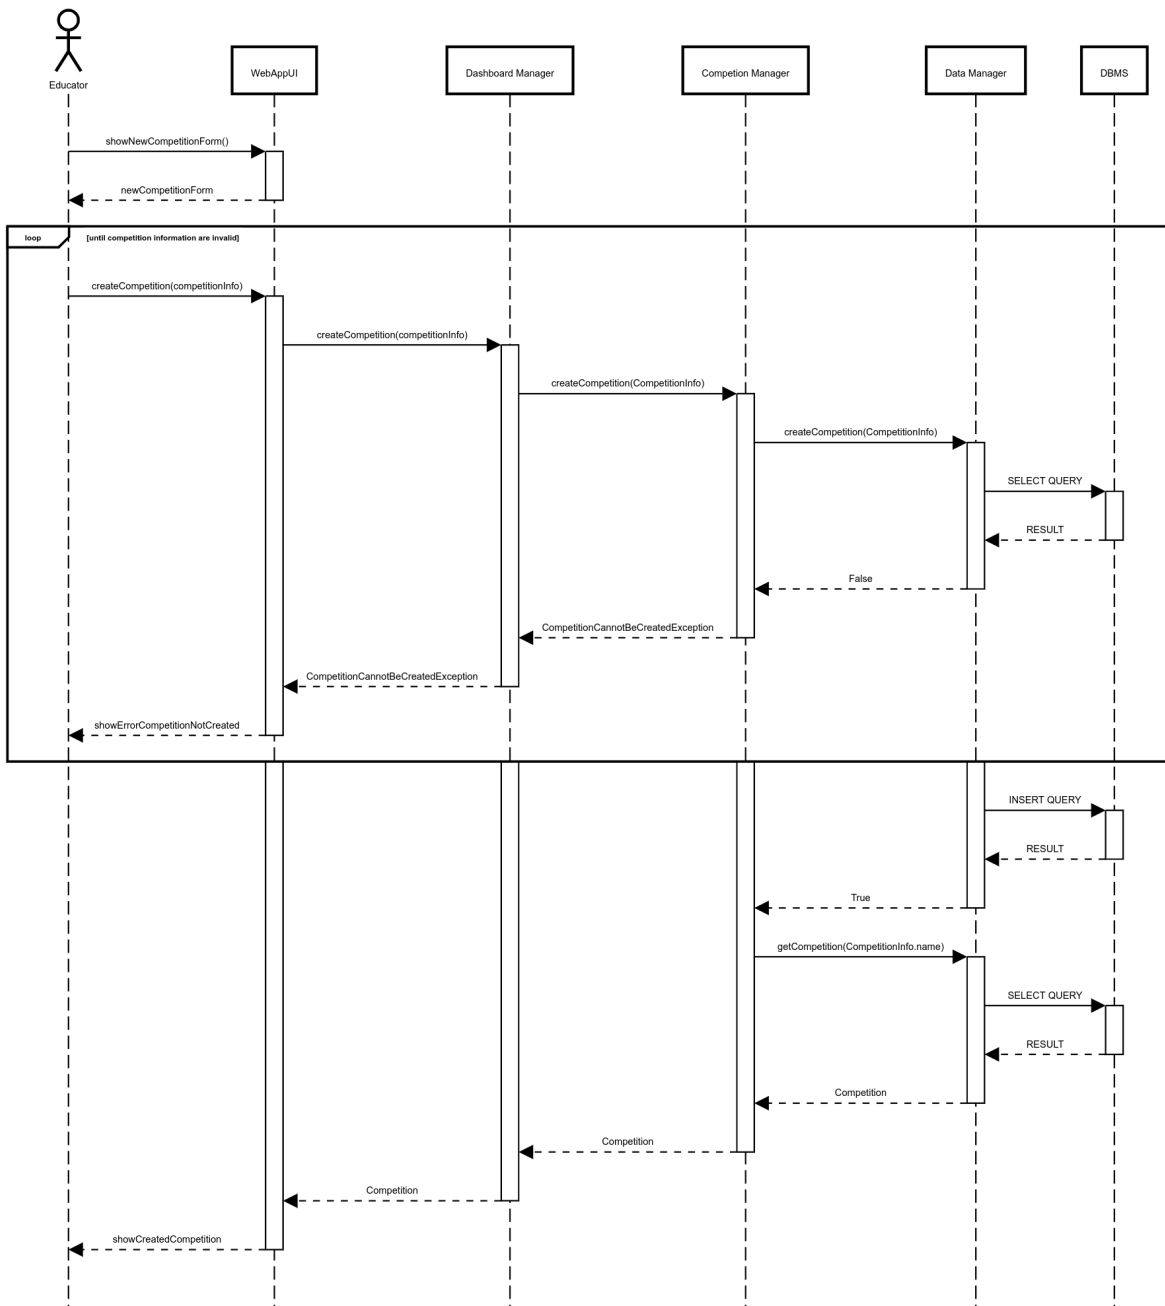 Educator
WebAppUI
Dashboard Manager
Competion Manager
Data Manager
DBMS
showNewCompetitionForm()
newCompetitionForm
loop
[until competition information are invalid]
createCompetition(competitionInfo)
createCompetition(competitionInfo)
createCompetition(CompetitionInfo)
createCompetition(CompetitionInfo)
SELECT QUERY
RESULT
False
CompetitionCannotBeCreatedException
CompetitionCannotBeCreatedException
showErrorCompetitionNotCreated
INSERT QUERY
RESULT
True
getCompetition(CompetitionInfo.name)
SELECT QUERY
RESULT
Competition
Competition
Competition
showCreatedCompetition